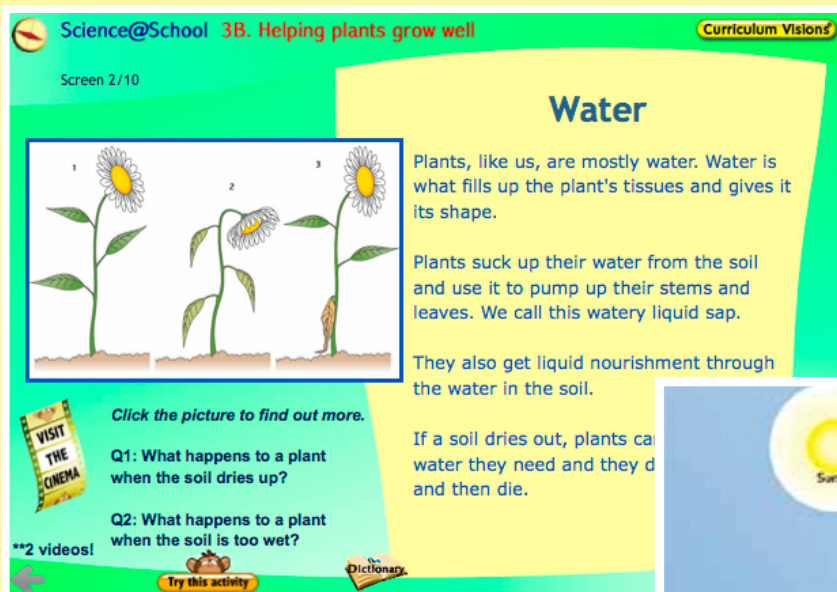 Science@School 3B. Helping plants grow well
Curriculum Visions
Screen 2/10
Water
1
2
3
Plants, like us, are mostly water. Water is
what fills up the plant's tissues and gives it
its shape.
Plants suck up their water from the soil
and use it to pump up their stems and
leaves. We call this watery liquid sap.
They also get liquid nourishment through
the water in the soil.
If a soil dries out, plants
water they need and they
and then die.
VISIT
THE
CINEMA
Click the picture to find out more.
Q1: What happens to a plant
when the soil dries up?
Q2: What happens to a plant
when the soil is too wet?
**2 videos!
Try this activity
Dictionary